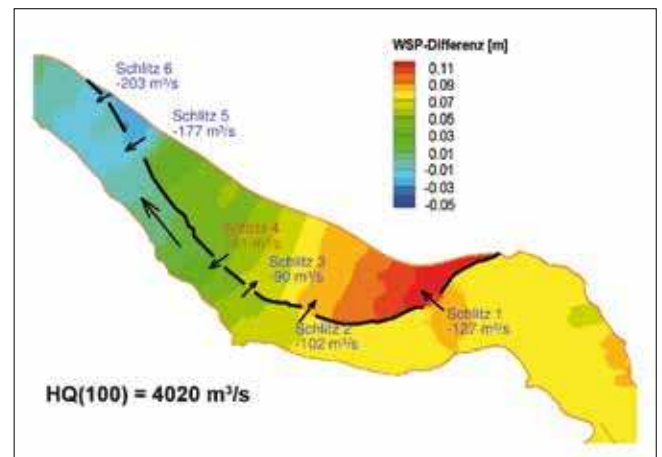 WSP-Differenz [m]
0.11
0.09
0.07
0.05
0.03
0.01
-0.01
-0.03
-0.05
Schlitz 6
-203 m³/s
Schlitz 5
-177 m³/s
Schlitz 4
m³/s
Schlitz 3
-90 m³/s
Schlitz 2
-102 m³/s
Schlitz 1
-127 m³/s
HQ(100) = 4020 m³/s